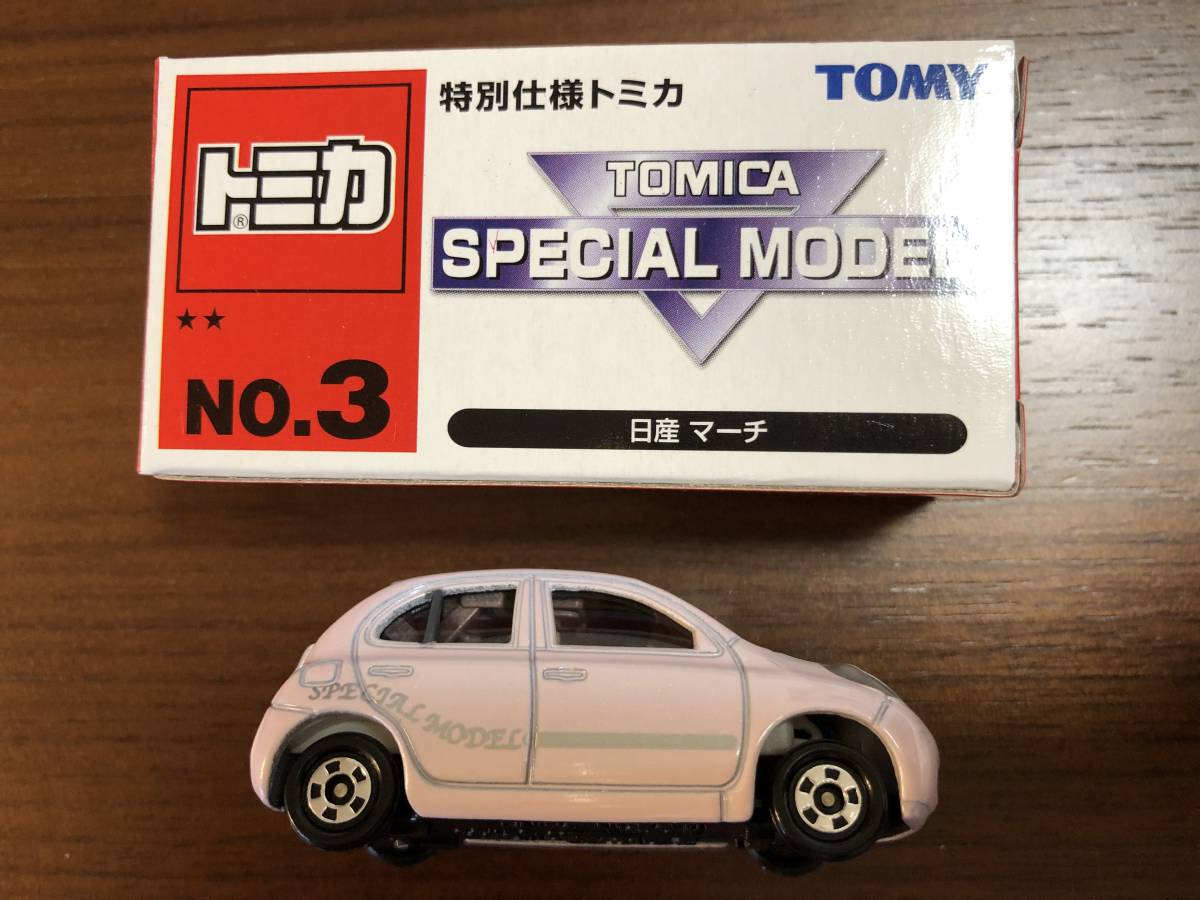 トミカ®
★★
NO.3
特別仕様トミカ
TOMY
TOMICA
SPECIAL MODEL
日産 マーチ
SPECIAL MODEL